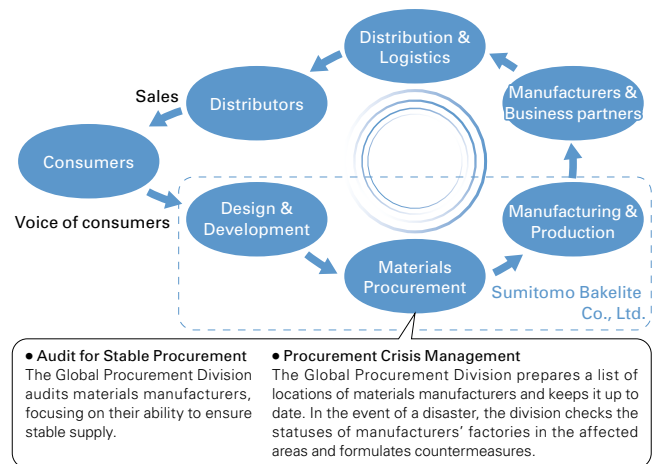 Distribution &
Logistics
Distributors
Sales
Manufacturers &
Business partners
Consumers
Voice of consumers
Design &
Development
Manufacturing &
Production
Materials
Procurement
Sumitomo Bakelite
Co., Ltd.
● Audit for Stable Procurement
The Global Procurement Division
audits materials manufacturers,
focusing on their ability to ensure
stable supply.
● Procurement Crisis Management
The Global Procurement Division prepares a list of
locations of materials manufacturers and keeps it up to
date. In the event of a disaster, the division checks the
statuses of manufacturers’ factories in the affected
areas and formulates countermeasures.